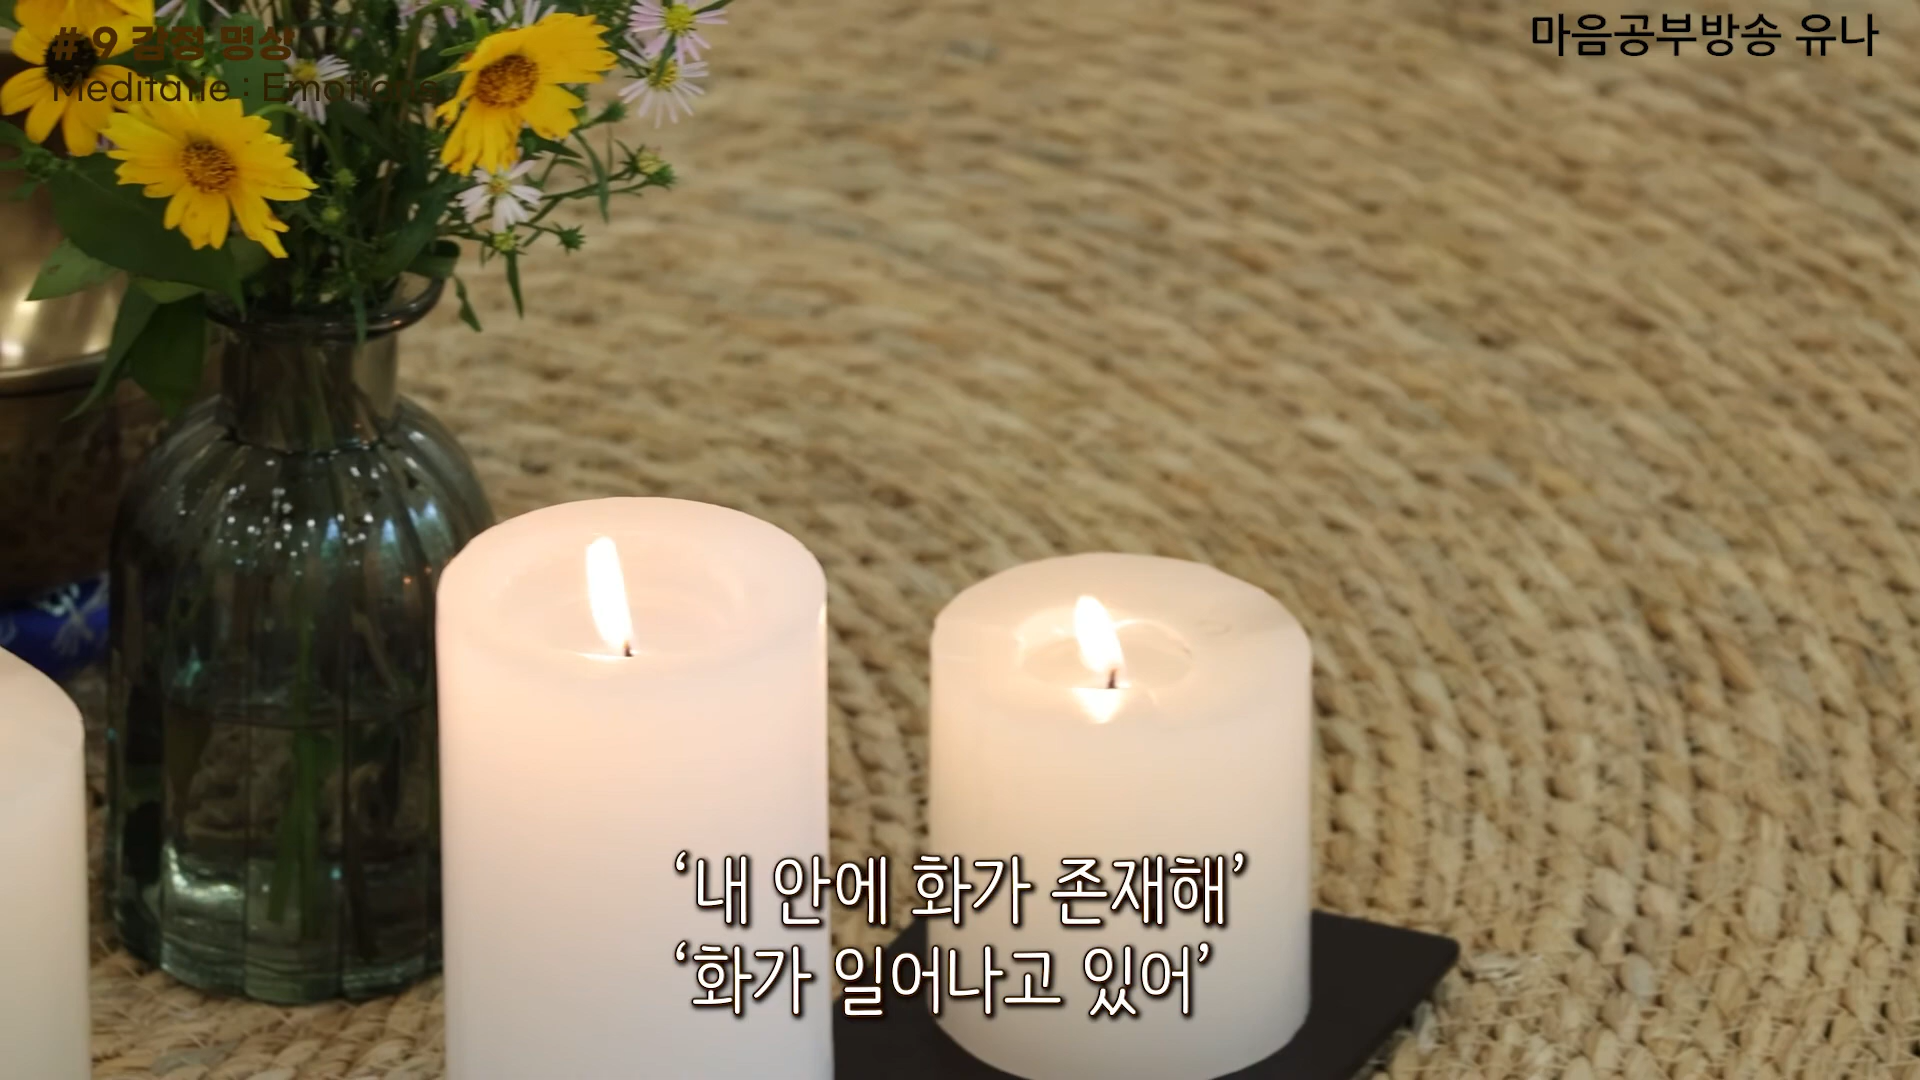 #9 감정 명상
마음공부방송 유나
Meditatie : Emotions
‘내 안에 화가 존재해’
‘화가 일어나고 있어’